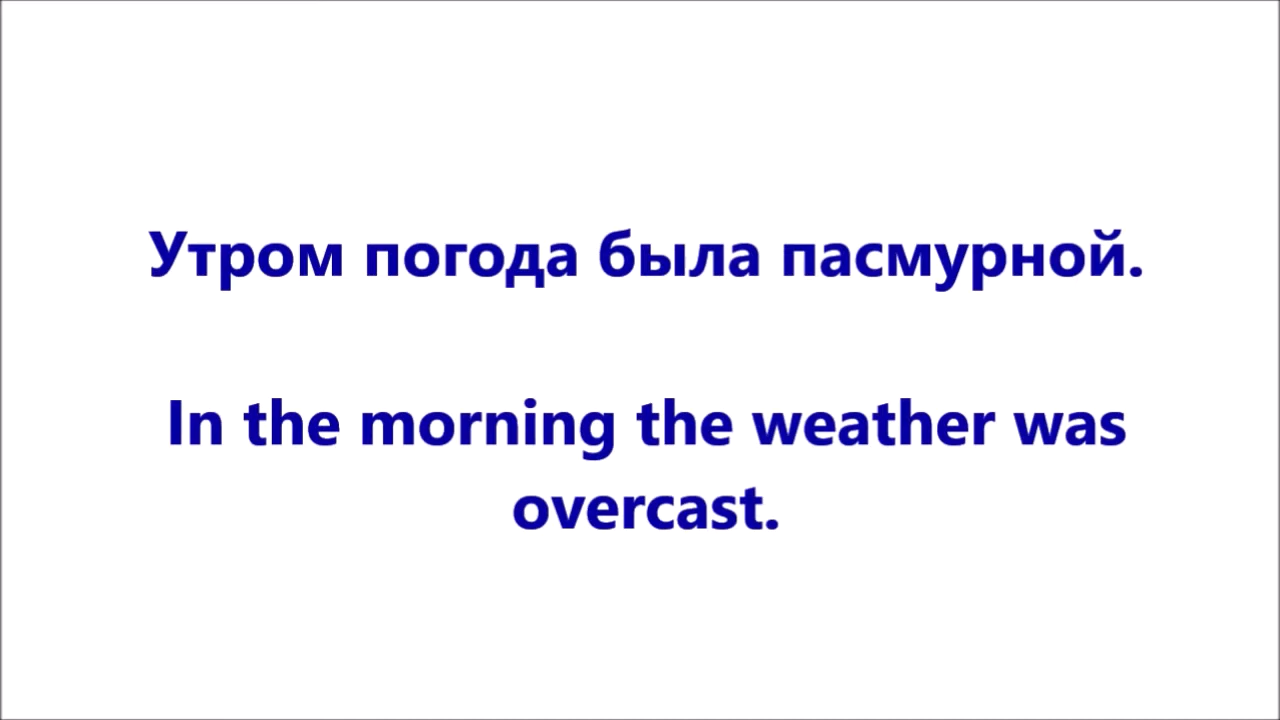 Утром погода была пасмурной.
In the morning the weather was
overcast.